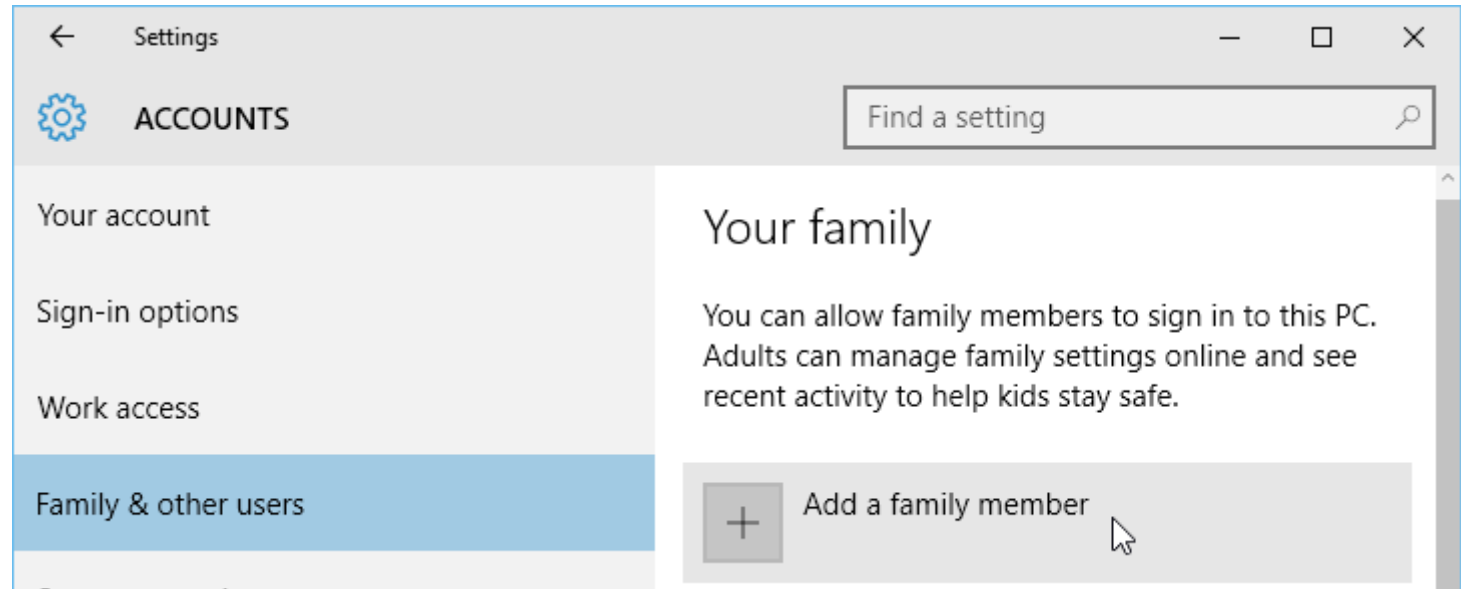 Settings
ACCOUNTS
Find a setting
Your account
Sign-in options
Work access
Family & other users
Your family
You can allow family members to sign in to this PC.
Adults can manage family settings online and see
recent activity to help kids stay safe.
Add a family member